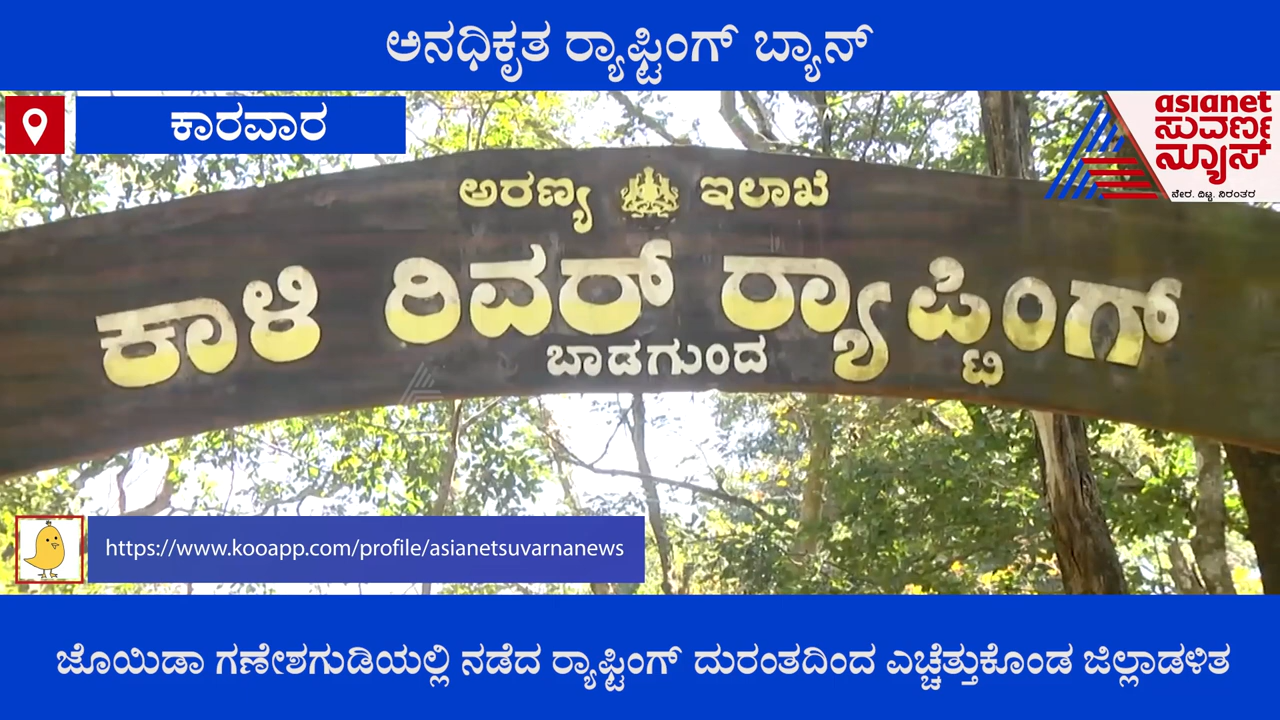 ಅನಧಿಕೃತ ರ‍್ಯಾಫ್ಟಿಂಗ್ ಬ್ಯಾನ್
ಕಾರವಾರ
asianet
ಸುವರ್ಣ
ನ್ಯೂಸ್
ನೇರ. ದಿಟ್ಟ. ನಿರಂತರ
ಅರಣ್ಯ ಇಲಾಖೆ
ಕಾಳಿ ರಿವರ್ ರ‍್ಯಾಪ್ಟಿಂಗ್
ಬಾಡಗುಂದ
https://www.kooapp.com/profile/asianetsuvarnanews
ಜೊಯಿಡಾ ಗಣೇಶಗುಡಿಯಲ್ಲಿ ನಡೆದ ರ‍್ಯಾಫ್ಟಿಂಗ್ ದುರಂತದಿಂದ ಎಚ್ಚೆತ್ತುಕೊಂಡ ಜಿಲ್ಲಾಡಳಿತ